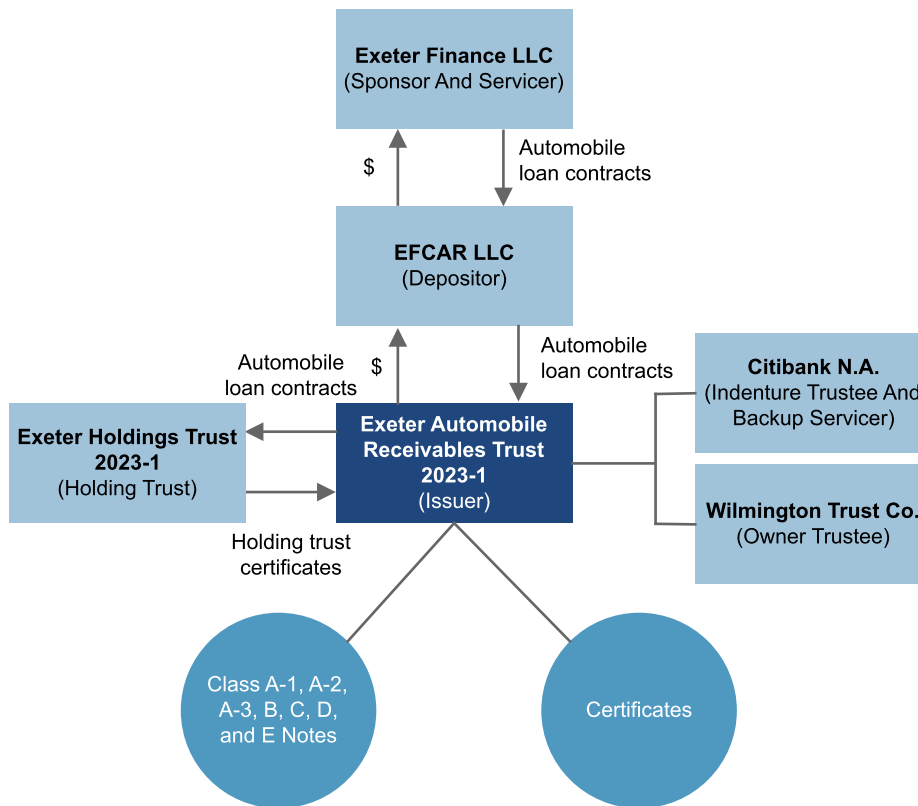 Exeter Finance LLC
(Sponsor And Servicer)
$
Automobile
loan contracts
EFCAR LLC
(Depositor)
Automobile
loan contracts
$
Automobile
loan contracts
Citibank N.A.
(Indenture Trustee And
Backup Servicer)
Exeter Holdings Trust
2023-1
(Holding Trust)
Exeter Automobile
Receivables Trust
2023-1
(Issuer)
Wilmington Trust Co.
(Owner Trustee)
Holding trust
certificates
Class A-1, A-2,
A-3, B, C, D,
and E Notes
Certificates